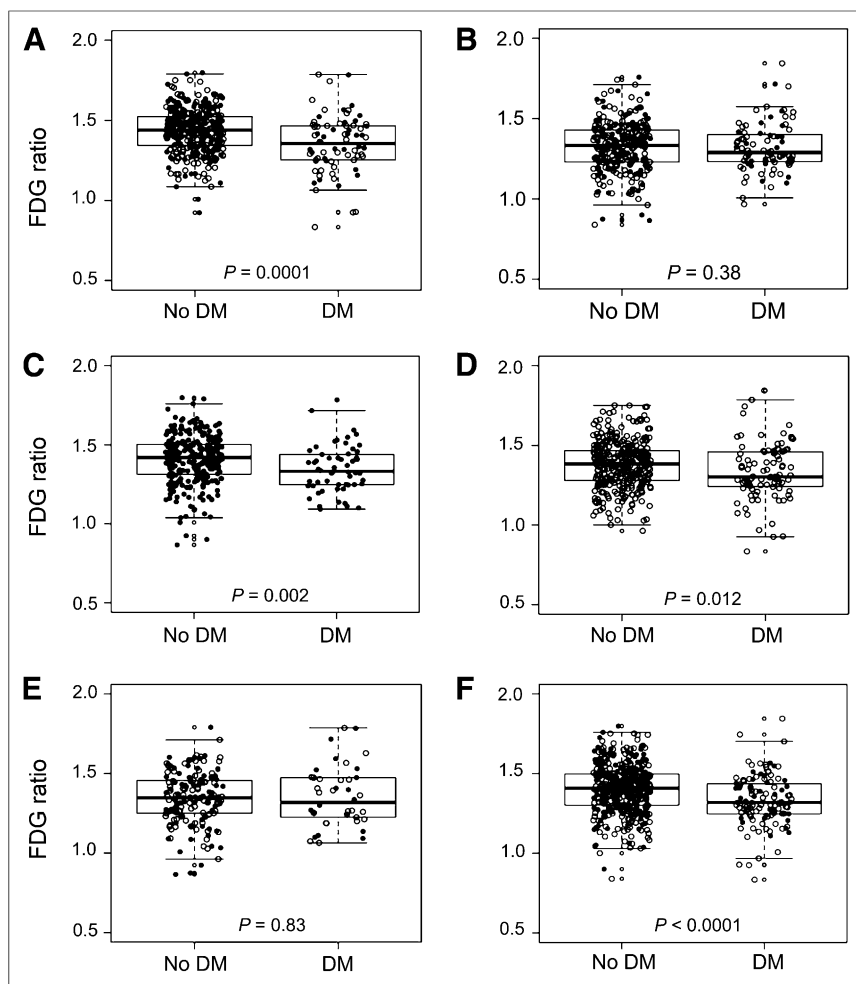 A
2.0
1.5
1.0
0.5
FDG ratio
P = 0.0001
No DM DM
B
2.0
1.5
1.0
0.5
P = 0.38
No DM DM
C
2.0
1.5
1.0
0.5
FDG ratio
P = 0.002
No DM DM
D
2.0
1.5
1.0
0.5
P = 0.012
No DM DM
E
2.0
1.5
1.0
0.5
FDG ratio
P = 0.83
No DM DM
F
2.0
1.5
1.0
0.5
P < 0.0001
No DM DM